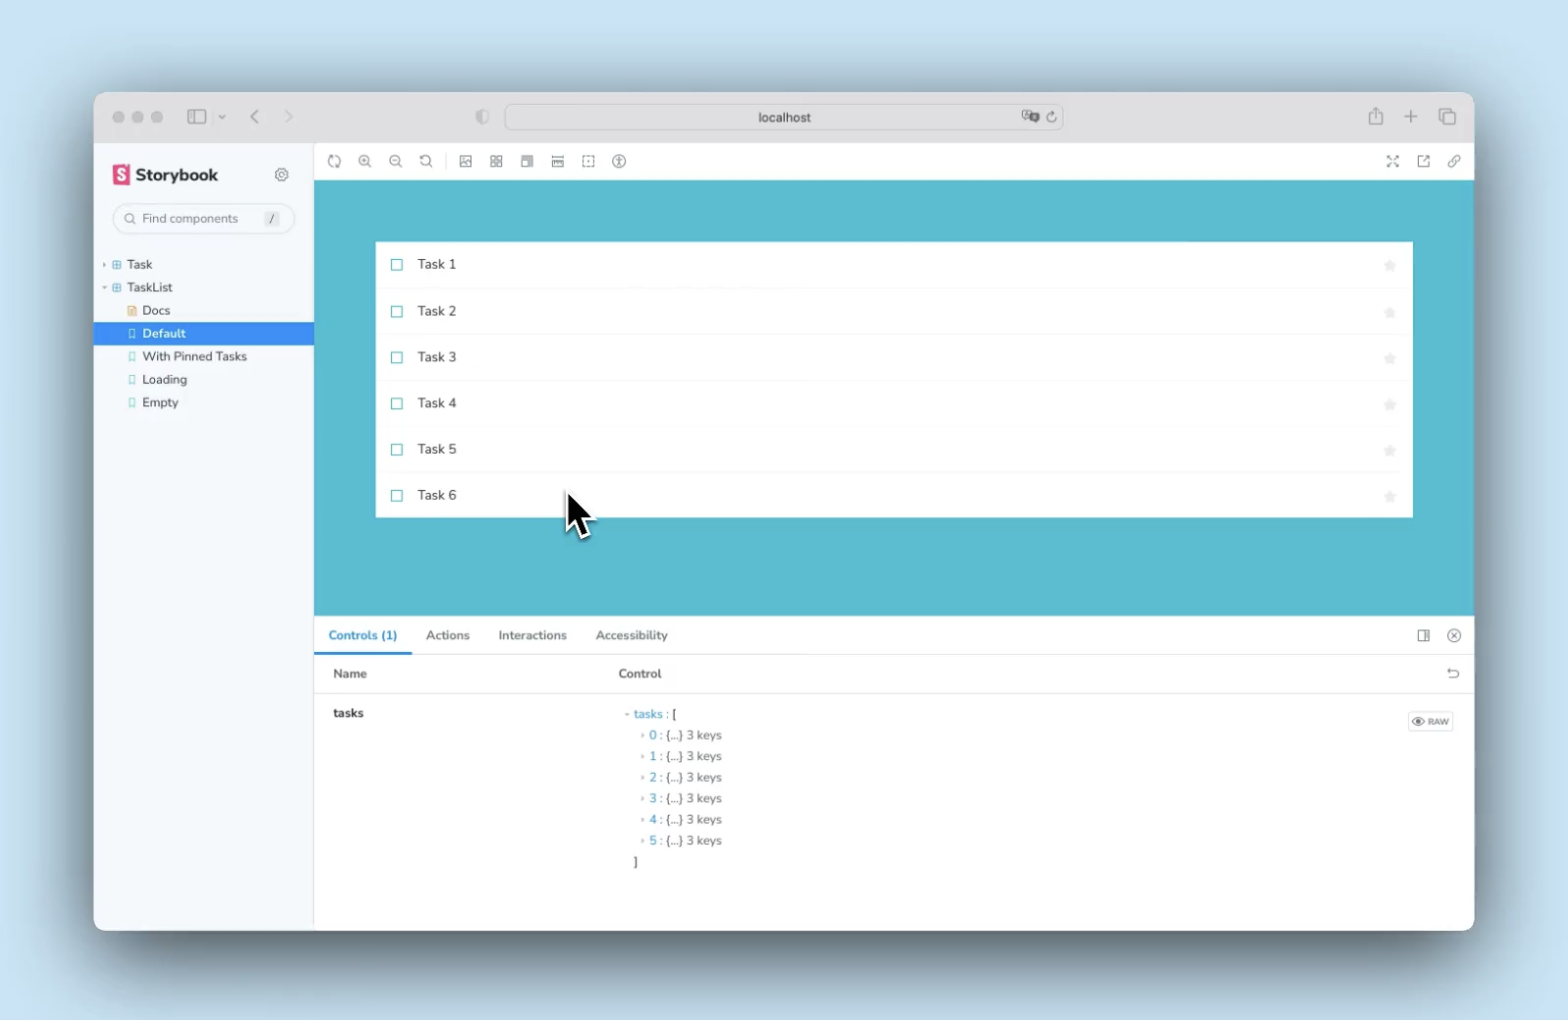 localhost
Storybook
Find components /
Task
TaskList
Docs
Default
With Pinned Tasks
Loading
Empty
Task 1
Task 2
Task 3
Task 4
Task 5
Task 6
Controls (1) Actions Interactions Accessibility
Name Control
tasks
tasks : [
0 : {...} 3 keys
1 : {...} 3 keys
2 : {...} 3 keys
3 : {...} 3 keys
4 : {...} 3 keys
5 : {...} 3 keys
]
RAW